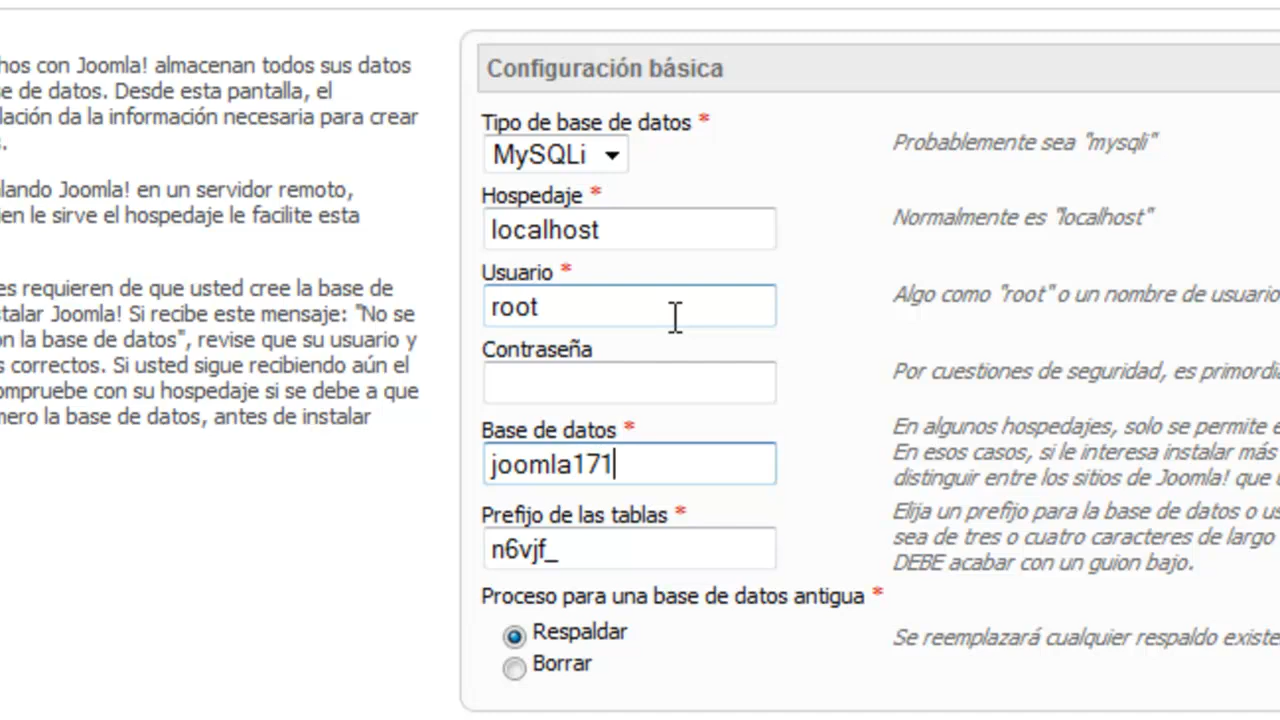 hos con Joomla! almacenan todos sus datos
e de datos. Desde esta pantalla, el
lación da la información necesaria para crear
s.
lando Joomla! en un servidor remoto,
ien le sirve el hospedaje le facilite esta
es requieren de que usted cree la base de
stalar Joomla! Si recibe este mensaje: "No se
on la base de datos", revise que su usuario y
s correctos. Si usted sigue recibiendo aún el
ompruebe con su hospedaje si se debe a que
mero la base de datos, antes de instalar
Configuración básica
Tipo de base de datos *
MySQLi
Probablemente sea "mysqli"
Hospedaje *
localhost
Normalmente es "localhost"
Usuario *
root
Algo como "root" o un nombre de usuario
Contraseña
Por cuestiones de seguridad, es primordia
Base de datos *
joomla171
En algunos hospedajes, solo se permite e
En esos casos, si le interesa instalar más
distinguir entre los sitios de Joomla! que u
Prefijo de las tablas *
n6vjf_
Elija un prefijo para la base de datos o us
sea de tres o cuatro caracteres de largo
DEBE acabar con un guion bajo.
Proceso para una base de datos antigua *
Respaldar
Borrar
Se reemplazará cualquier respaldo existe